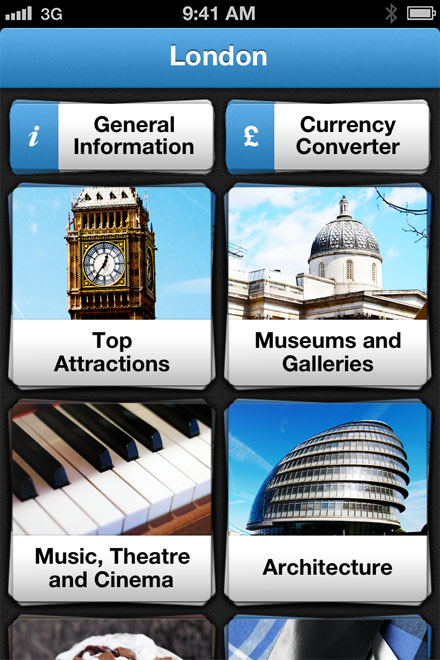 3G 9:41 AM
London
i General
Information
£ Currency
Converter
Top
Attractions
Museums and
Galleries
Music, Theatre
and Cinema
Architecture